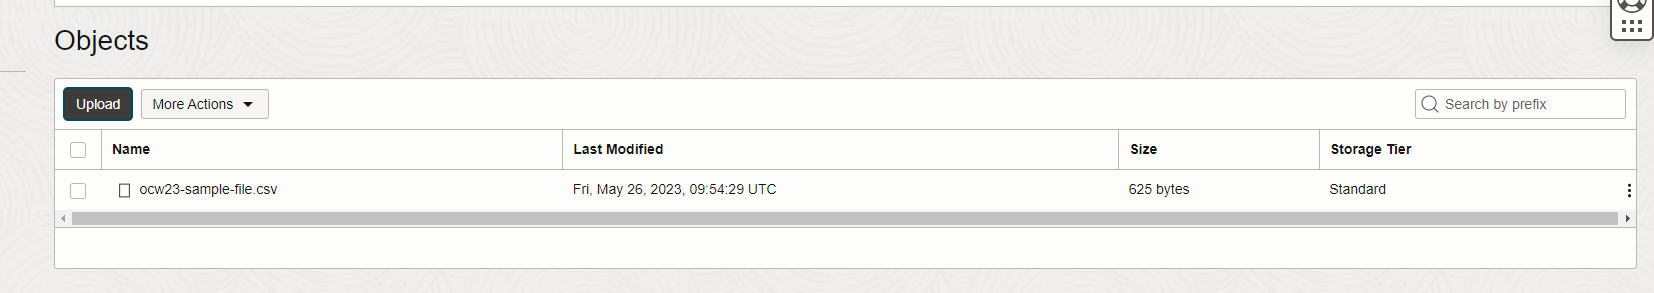 Objects
Upload More Actions Search by prefix
Name Last Modified Size Storage Tier
ocw23-sample-file.csv Fri, May 26, 2023, 09:54:29 UTC 625 bytes Standard